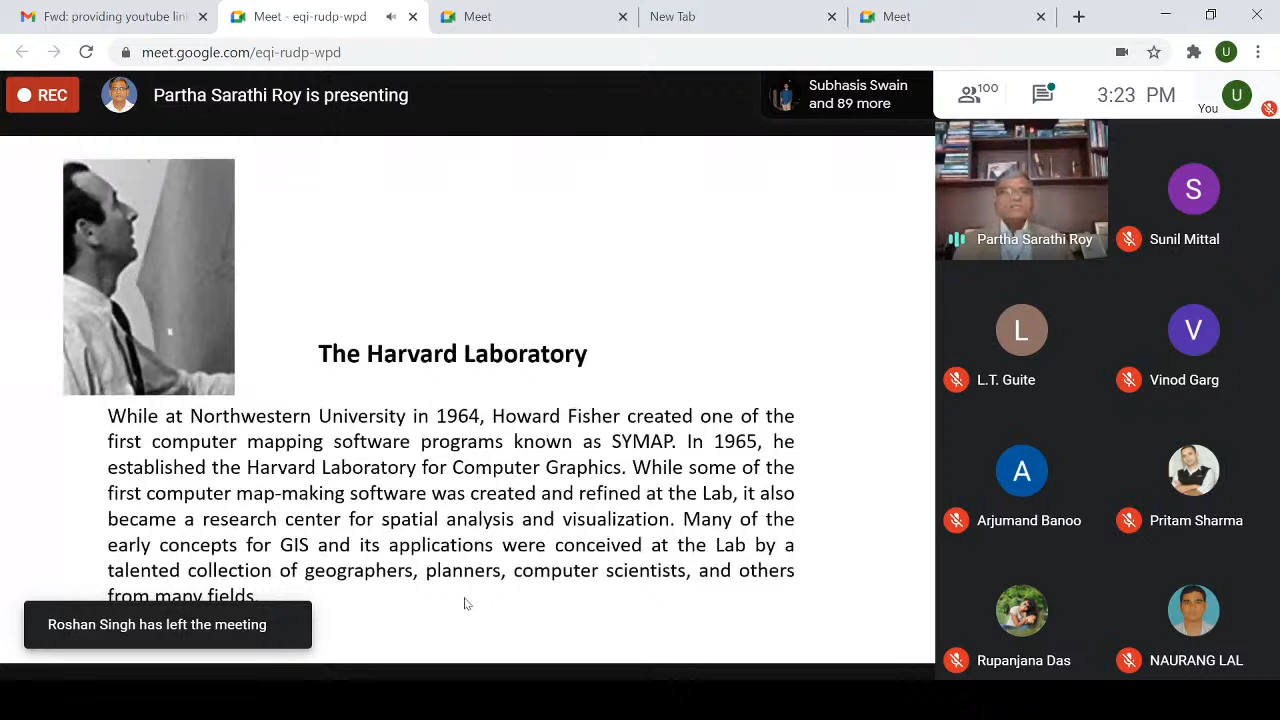 Fwd: providing youtube lin
Meet - eqi-rudp-wpd
Meet
New Tab
Meet
meet.google.com/eqi-rudp-wpd
U
REC
Partha Sarathi Roy is presenting
Subhasis Swain
and 89 more
100
3:23 PM
You
U
The Harvard Laboratory
While at Northwestern University in 1964, Howard Fisher created one of the
first computer mapping software programs known as SYMAP. In 1965, he
established the Harvard Laboratory for Computer Graphics. While some of the
first computer map-making software was created and refined at the Lab, it also
became a research center for spatial analysis and visualization. Many of the
early concepts for GIS and its applications were conceived at the Lab by a
talented collection of geographers, planners, computer scientists, and others
from many fields.
Roshan Singh has left the meeting
Partha Sarathi Roy
S
Sunil Mittal
L
L.T. Guite
V
Vinod Garg
A
Arjumand Banoo
Pritam Sharma
Rupanjana Das
NAURANG LAL